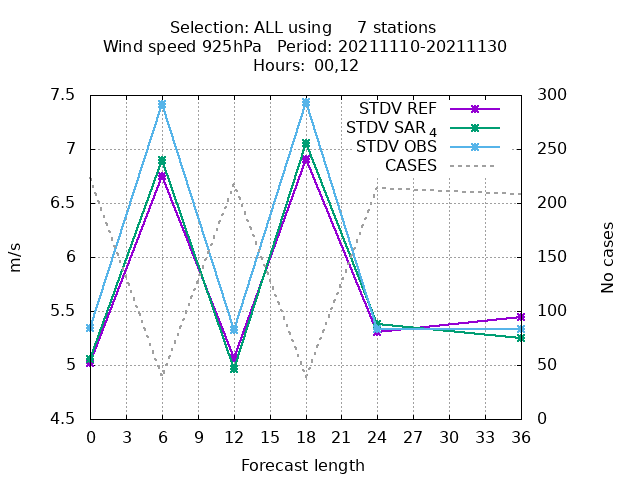 Selection: ALL using     7 stations
Wind speed 925hPa   Period: 20211110-20211130
Hours:  00,12
7.5
7
6.5
6
5.5
5
4.5
300
250
200
150
100
50
0
STDV REF
STDV SAR4
STDV OBS
CASES
m/s
No cases
0 3 6 9 12 15 18 21 24 27 30 33 36
Forecast length